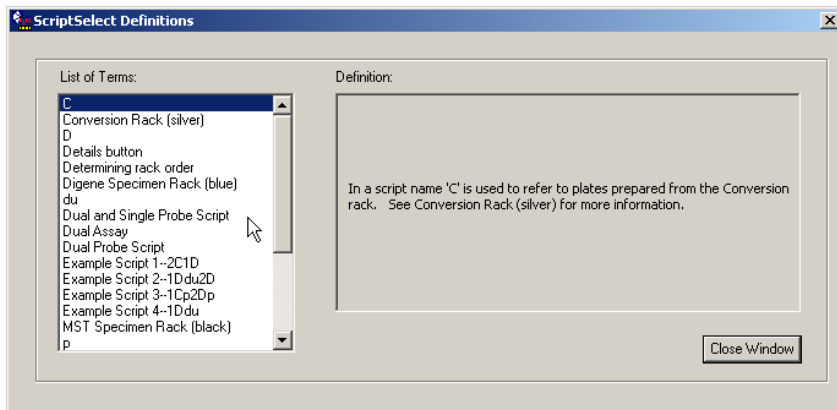 ScriptSelect Definitions
List of Terms:
C
Conversion Rack (silver)
D
Details button
Determining rack order
Digene Specimen Rack (blue)
du
Dual and Single Probe Script
Dual Assay
Dual Probe Script
Example Script 1--2C1D
Example Script 2--1Ddu2D
Example Script 3--1Cp2Dp
Example Script 4--1Ddu
MST Specimen Rack (black)
p
Definition:
In a script name 'C' is used to refer to plates prepared from the Conversion
rack. See Conversion Rack (silver) for more information.
Close Window